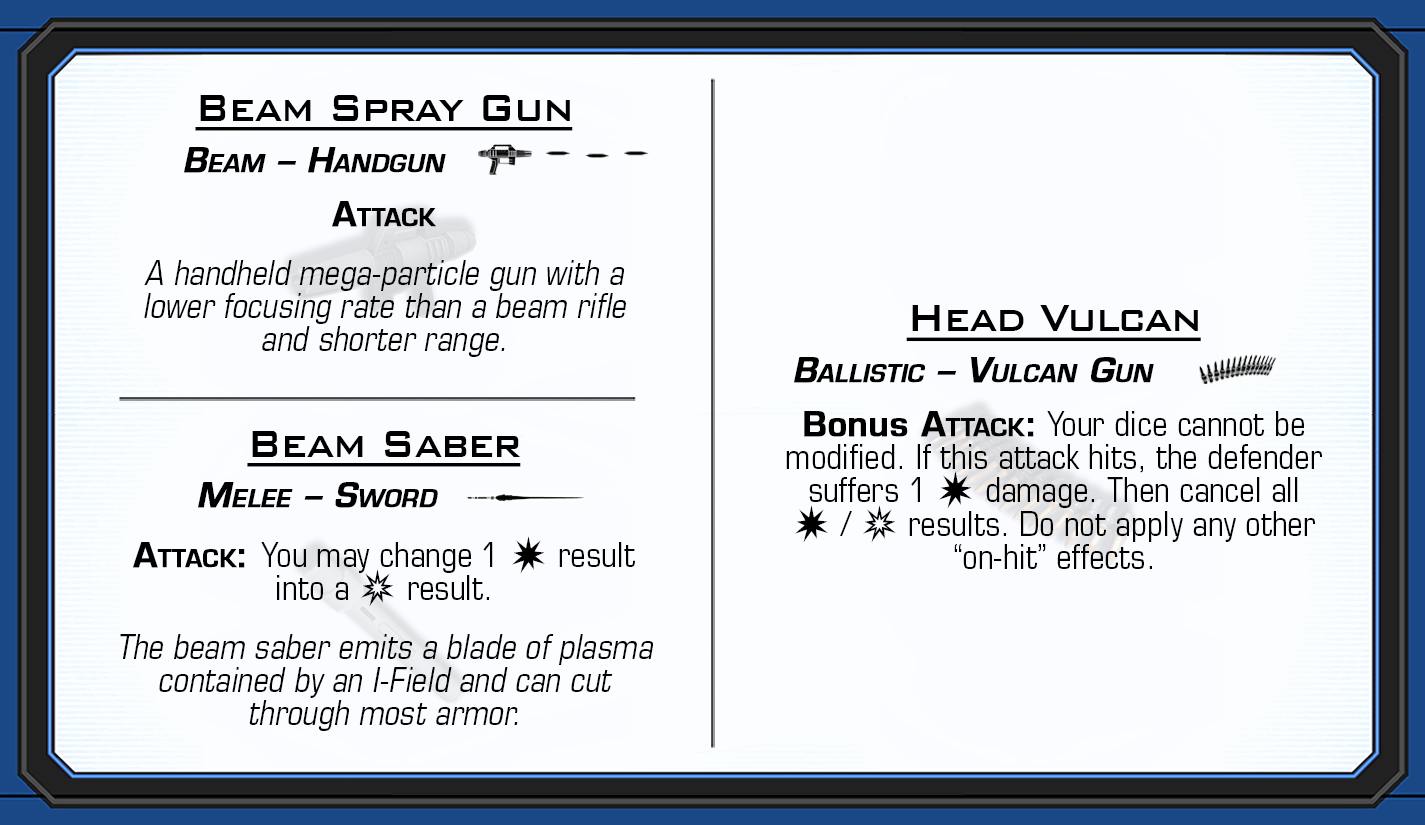 Beam Spray Gun
Beam – Handgun
Attack
A handheld mega-particle gun with a
lower focusing rate than a beam rifle
and shorter range.
Beam Saber
Melee – Sword
Attack: You may change 1 result
into a result.
The beam saber emits a blade of plasma
contained by an I-Field and can cut
through most armor.
Head Vulcan
Ballistic – Vulcan Gun
Bonus Attack: Your dice cannot be
modified. If this attack hits, the defender
suffers 1 damage. Then cancel all
/ results. Do not apply any other
“on-hit” effects.